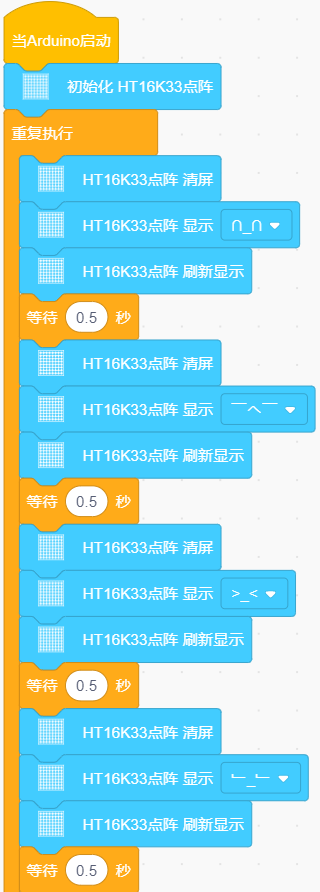 当Arduino启动
初始化 HT16K33点阵
重复执行
HT16K33点阵 清屏
HT16K33点阵 显示 ∩_∩
HT16K33点阵 刷新显示
等待 0.5 秒
HT16K33点阵 清屏
HT16K33点阵 显示 ￣へ￣
HT16K33点阵 刷新显示
等待 0.5 秒
HT16K33点阵 清屏
HT16K33点阵 显示 >_<
HT16K33点阵 刷新显示
等待 0.5 秒
HT16K33点阵 清屏
HT16K33点阵 显示 ╘_╘
HT16K33点阵 刷新显示
等待 0.5 秒